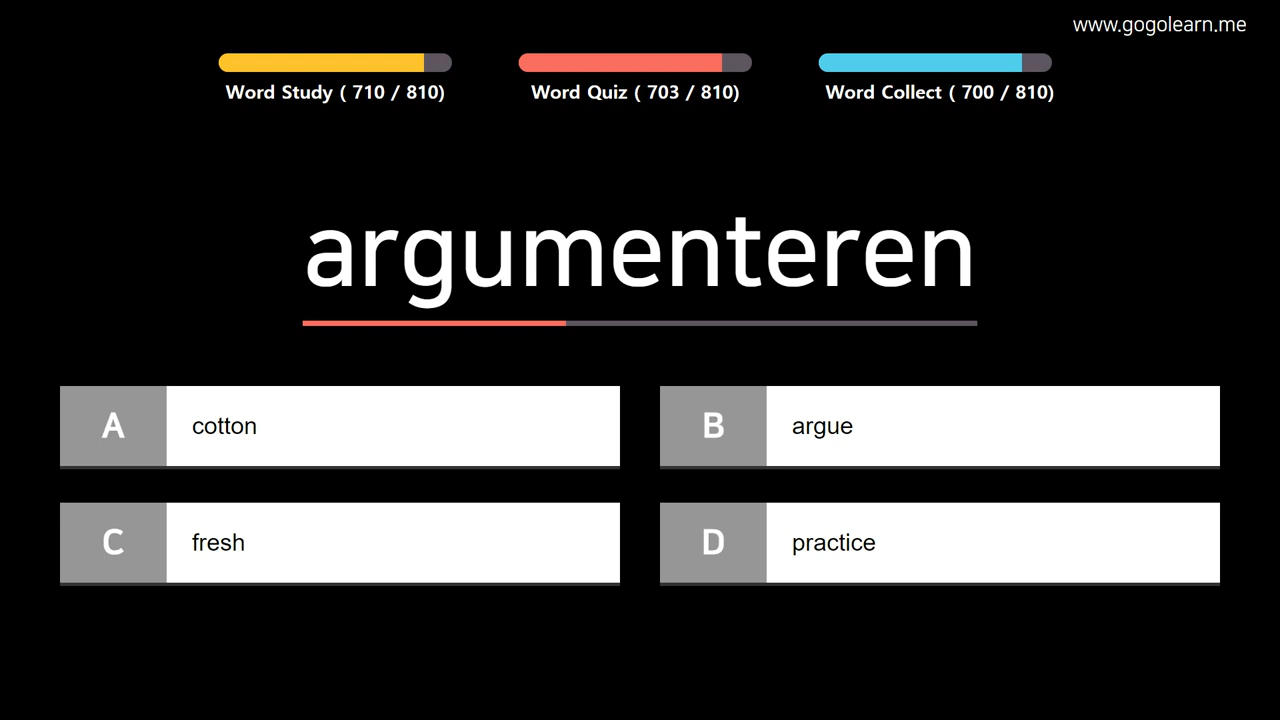 www.gogolearn.me
Word Study ( 710 / 810)
Word Quiz ( 703 / 810)
Word Collect ( 700 / 810)
argumenteren
A cotton
B argue
C fresh
D practice